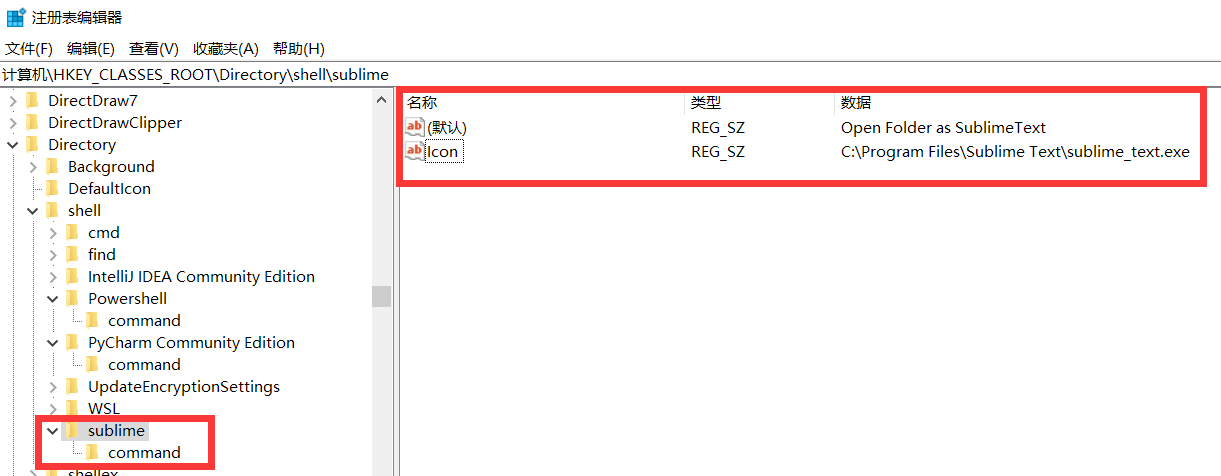 注册表编辑器
文件(F) 编辑(E) 查看(V) 收藏夹(A) 帮助(H)
计算机\HKEY_CLASSES_ROOT\Directory\shell\sublime
DirectDraw7
DirectDrawClipper
Directory
Background
DefaultIcon
shell
cmd
find
IntelliJ IDEA Community Edition
Powershell
command
PyCharm Community Edition
command
UpdateEncryptionSettings
WSL
sublime
command
shellex
名称 类型 数据
ab (默认) REG_SZ Open Folder as SublimeText
ab Icon REG_SZ C:\Program Files\Sublime Text\sublime_text.exe